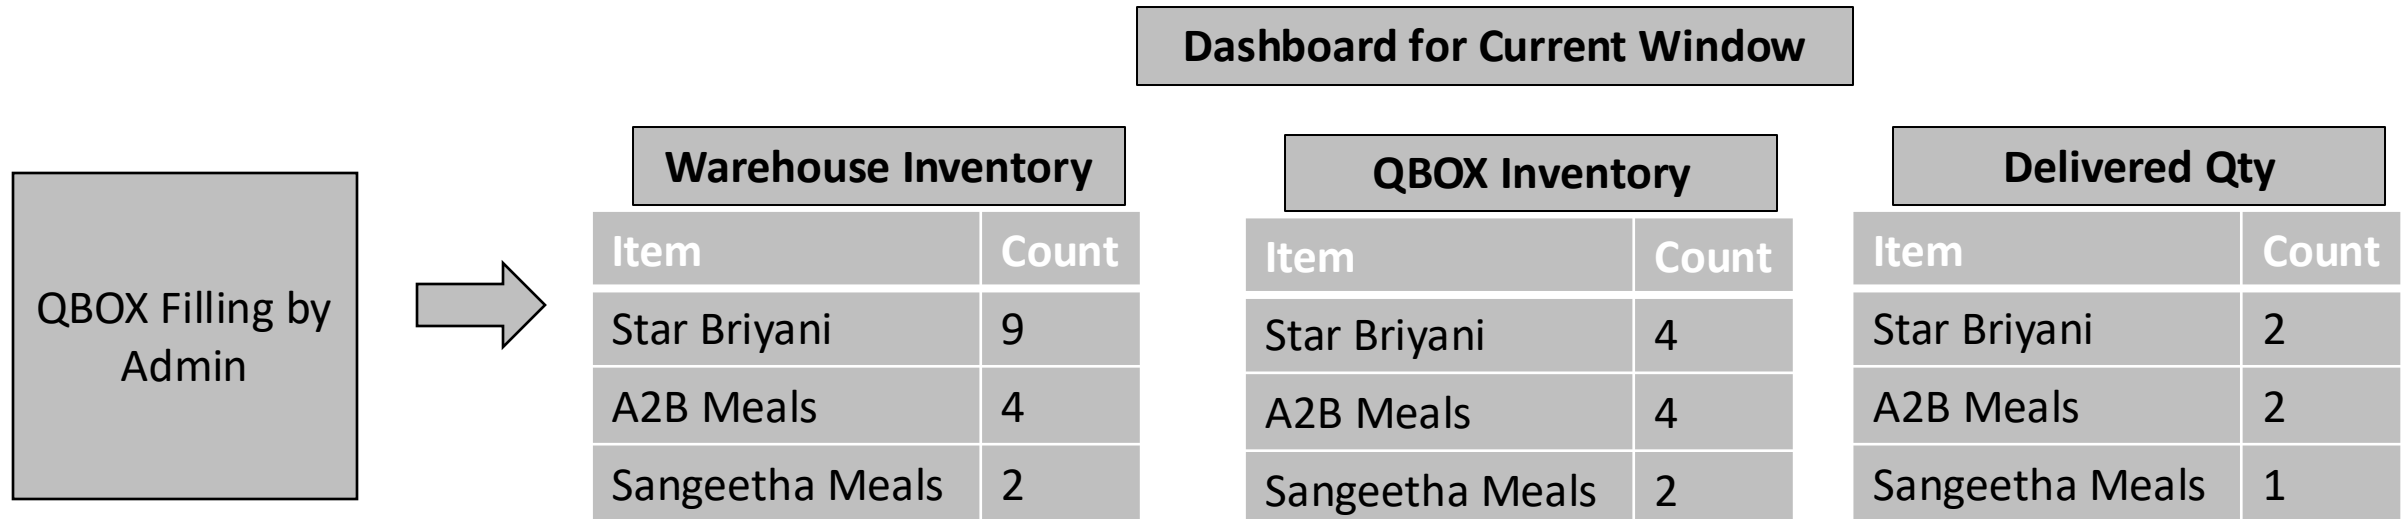 Dashboard for Current Window
QBOX Filling by
Admin
Warehouse Inventory
Item Count
Star Briyani 9
A2B Meals 4
Sangeetha Meals 2
QBOX Inventory
Item Count
Star Briyani 4
A2B Meals 4
Sangeetha Meals 2
Delivered Qty
Item Count
Star Briyani 2
A2B Meals 2
Sangeetha Meals 1